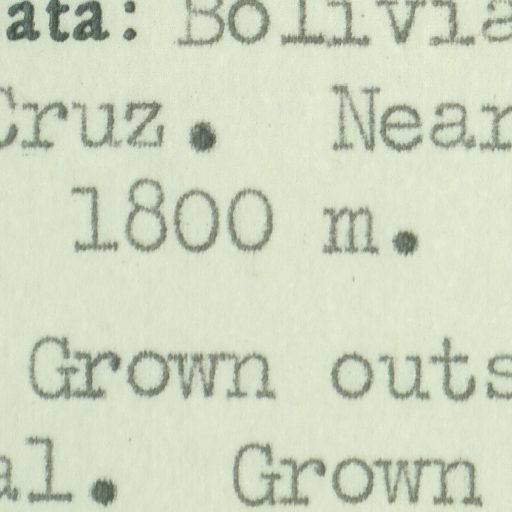 ata: Bolivia
Cruz. Near
1800 m.
Grown outs
al. Grown